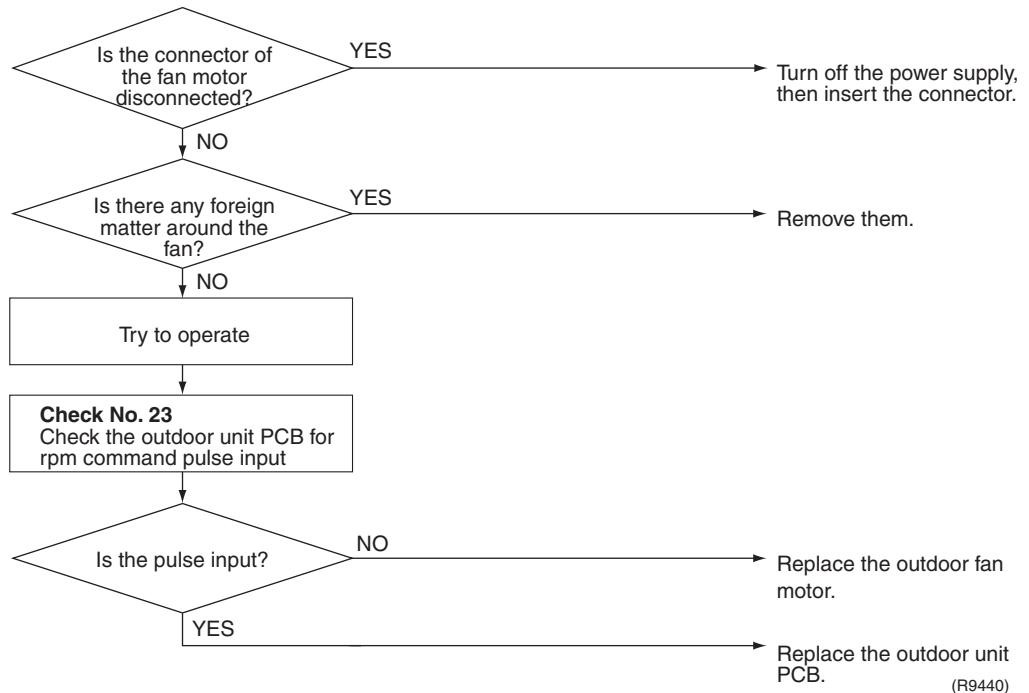 Is the connector of
the fan motor
disconnected?
YES
Turn off the power supply,
then insert the connector.
NO
Is there any foreign
matter around the
fan?
YES
Remove them.
NO
Try to operate
Check No. 23
Check the outdoor unit PCB for
rpm command pulse input
Is the pulse input?
NO
Replace the outdoor fan
motor.
YES
Replace the outdoor unit
PCB.
(R9440)